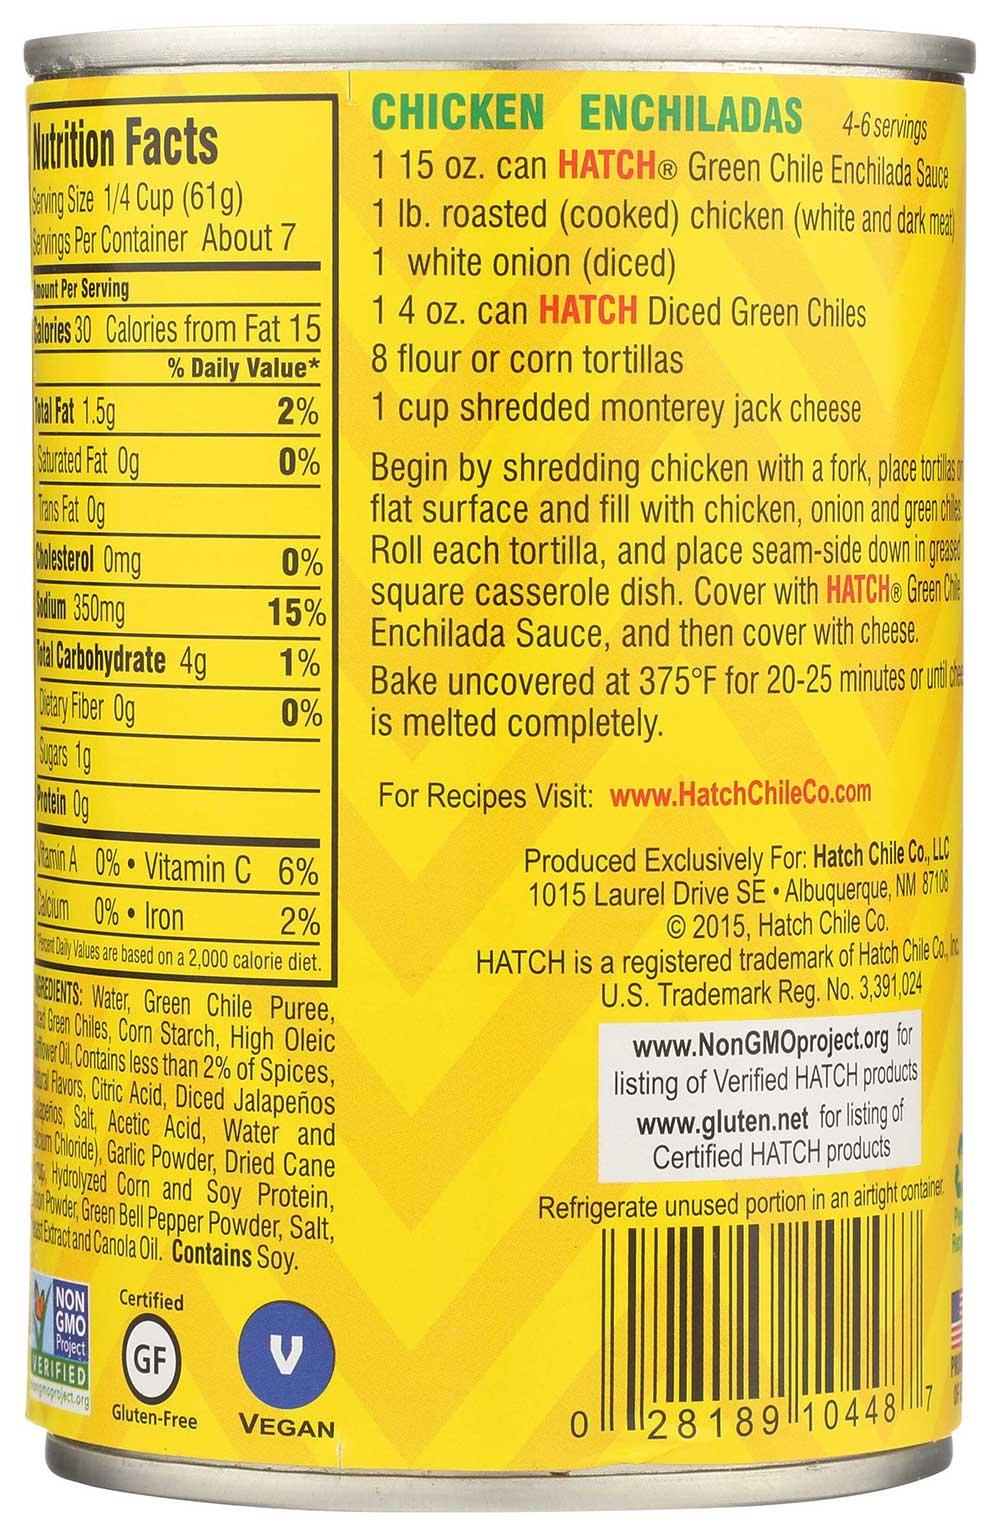 Nutrition Facts
Serving Size 1/4 Cup (61g)
Servings Per Container About 7
Amount Per Serving
Calories 30 Calories from Fat 15
% Daily Value*
Total Fat 1.5g 2%
Saturated Fat 0g 0%
Trans Fat 0g
Cholesterol 0mg 0%
Sodium 350mg 15%
Total Carbohydrate 4g 1%
Dietary Fiber 0g 0%
Sugars 1g
Protein 0g
Vitamin A 0% • Vitamin C 6%
Calcium 0% • Iron 2%
*Percent Daily Values are based on a 2,000 calorie diet.
INGREDIENTS: Water, Green Chile Puree,
Green Chiles, Corn Starch, High Oleic
Oil, Contains less than 2% of Spices,
Natural Flavors, Citric Acid, Diced Jalapeños
Salt, Acetic Acid, Water and
Calcium Chloride), Garlic Powder, Dried Cane
Hydrolyzed Corn and Soy Protein,
Onion Powder, Green Bell Pepper Powder, Salt,
Yeast Extract and Canola Oil. Contains Soy.
NON
GMO
Project
VERIFIED
nongmoproject.org
Certified
GF
Gluten-Free
V
VEGAN
CHICKEN ENCHILADAS 4-6 servings
1 15 oz. can HATCH® Green Chile Enchilada Sauce
1 lb. roasted (cooked) chicken (white and dark meat)
1 white onion (diced)
1 4 oz. can HATCH Diced Green Chiles
8 flour or corn tortillas
1 cup shredded monterey jack cheese
Begin by shredding chicken with a fork, place tortillas on
flat surface and fill with chicken, onion and green chiles.
Roll each tortilla, and place seam-side down in greased
square casserole dish. Cover with HATCH® Green Chile
Enchilada Sauce, and then cover with cheese.
Bake uncovered at 375°F for 20-25 minutes or until
is melted completely.
For Recipes Visit: www.HatchChileCo.com
Produced Exclusively For: Hatch Chile Co., LLC
1015 Laurel Drive SE • Albuquerque, NM 87108
© 2015, Hatch Chile Co.
HATCH is a registered trademark of Hatch Chile Co., Inc.
U.S. Trademark Reg. No. 3,391,024
www.NonGMOproject.org for
listing of Verified HATCH products
www.gluten.net for listing of
Certified HATCH products
Refrigerate unused portion in an airtight container.
0 28189 10448 7